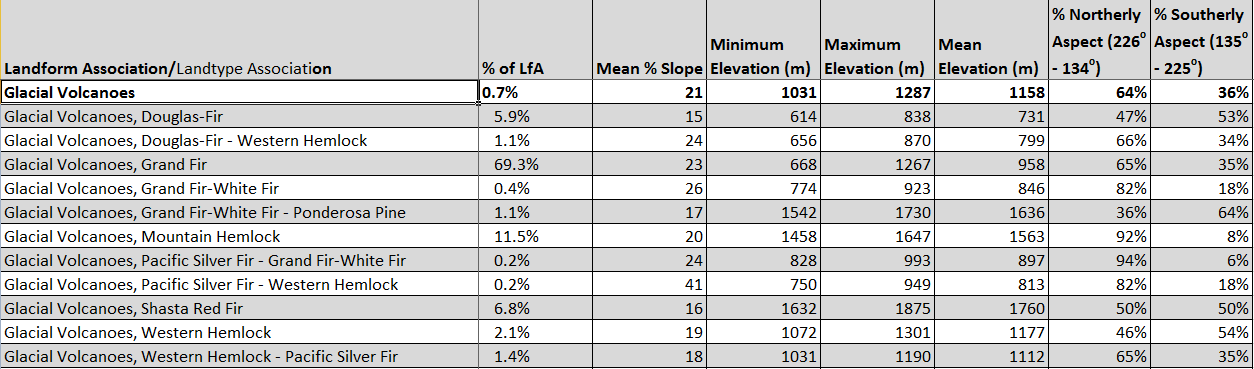 Landform Association/Landtype Association % of LfA Mean % Slope Minimum Elevation (m) Maximum Elevation (m) Mean Elevation (m) % Northerly Aspect (226° - 134°) % Southerly Aspect (135° - 225°)
Glacial Volcanoes 0.7% 21 1031 1287 1158 64% 36%
Glacial Volcanoes, Douglas-Fir 5.9% 15 614 838 731 47% 53%
Glacial Volcanoes, Douglas-Fir - Western Hemlock 1.1% 24 656 870 799 66% 34%
Glacial Volcanoes, Grand Fir 69.3% 23 668 1267 958 65% 35%
Glacial Volcanoes, Grand Fir-White Fir 0.4% 26 774 923 846 82% 18%
Glacial Volcanoes, Grand Fir-White Fir - Ponderosa Pine 1.1% 17 1542 1730 1636 36% 64%
Glacial Volcanoes, Mountain Hemlock 11.5% 20 1458 1647 1563 92% 8%
Glacial Volcanoes, Pacific Silver Fir - Grand Fir-White Fir 0.2% 24 828 993 897 94% 6%
Glacial Volcanoes, Pacific Silver Fir - Western Hemlock 0.2% 41 750 949 813 82% 18%
Glacial Volcanoes, Shasta Red Fir 6.8% 16 1632 1875 1760 50% 50%
Glacial Volcanoes, Western Hemlock 2.1% 19 1072 1301 1177 46% 54%
Glacial Volcanoes, Western Hemlock - Pacific Silver Fir 1.4% 18 1031 1190 1112 65% 35%